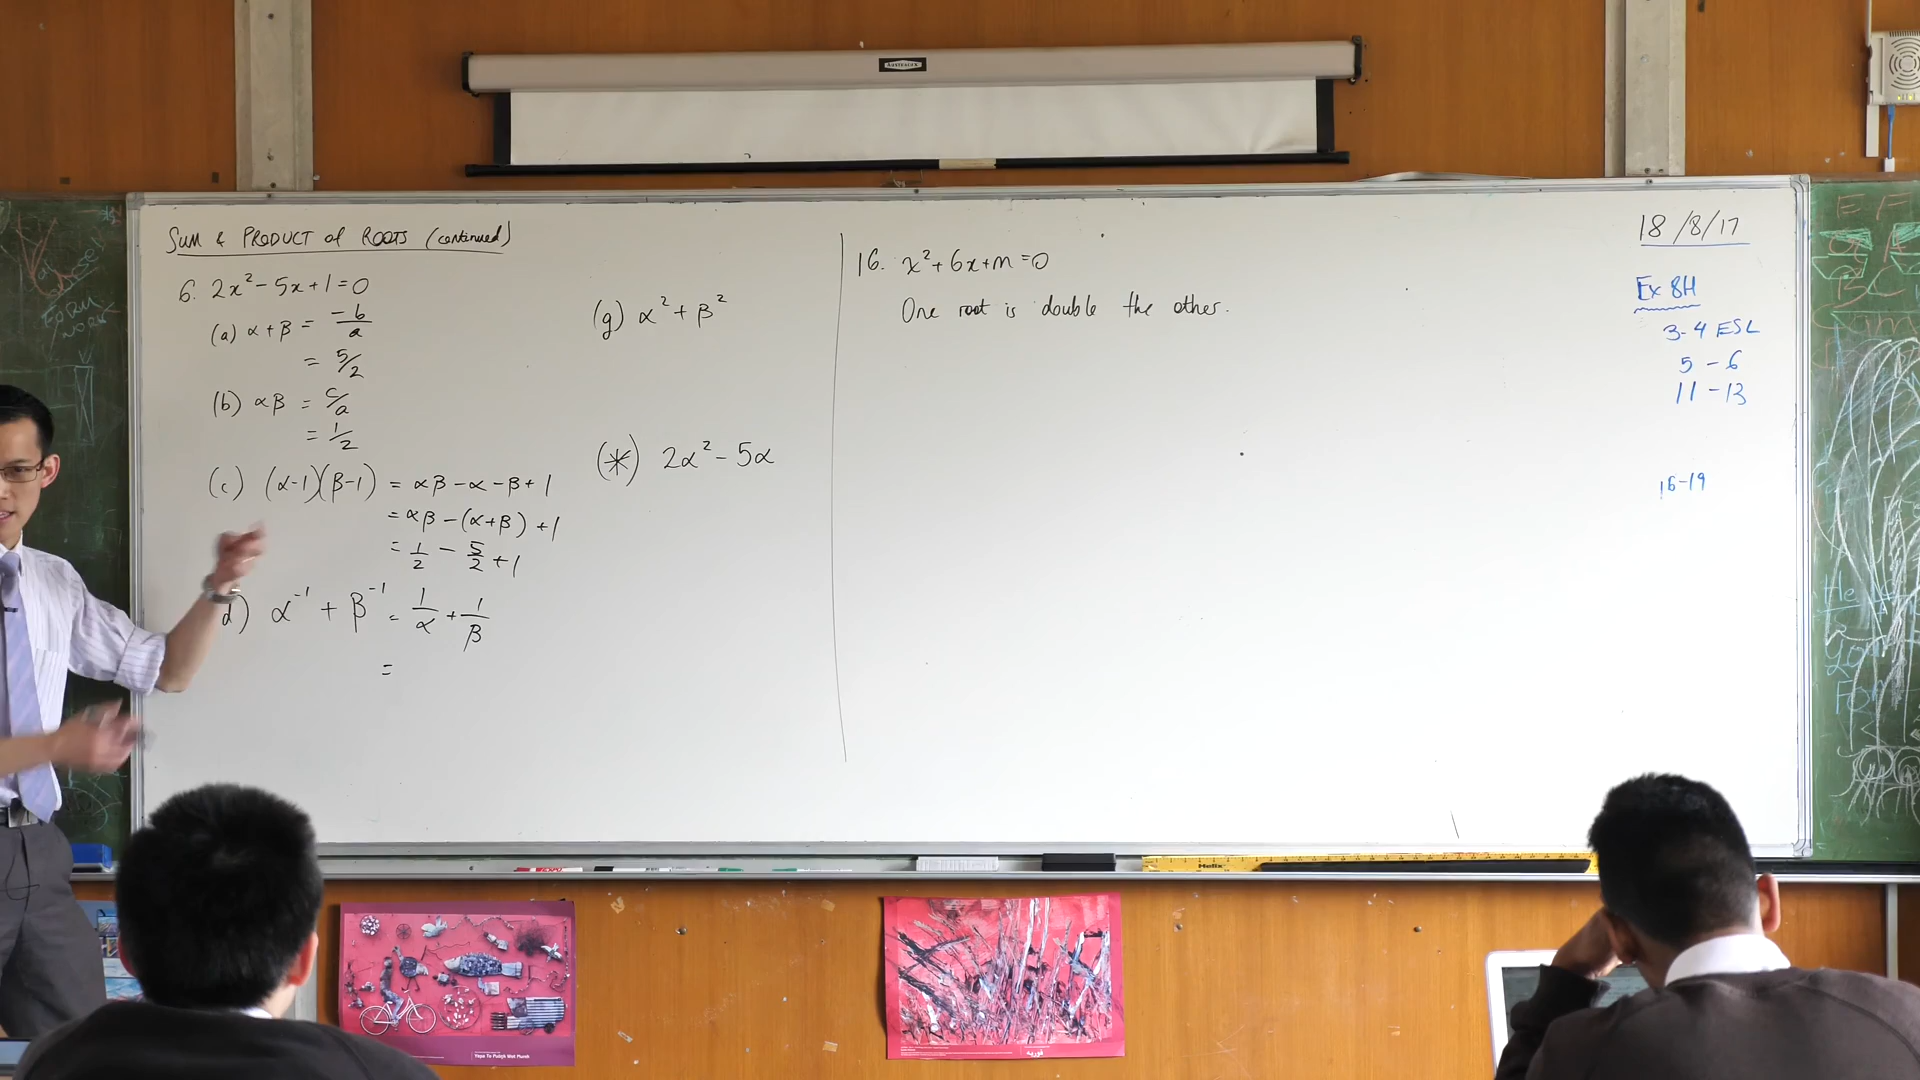 SUM & PRODUCT of ROOTS (continued)
6. 2x² - 5x + 1 = 0
(a) α + β = -b/a
= 5/2
(b) αβ = c/a
= 1/2
(c) (α-1)(β-1) = αβ - α - β + 1
= αβ - (α+β) + 1
= 1/2 - 5/2 + 1
d) α⁻¹ + β⁻¹ = 1/α + 1/β
=
(g) α² + β²
(*) 2α² - 5α
16. x² + 6x + m = 0
One root is double the other.
18/8/17
Ex 8H
3-4 ESL
5 - 6
11 - 13
16-19
FORM